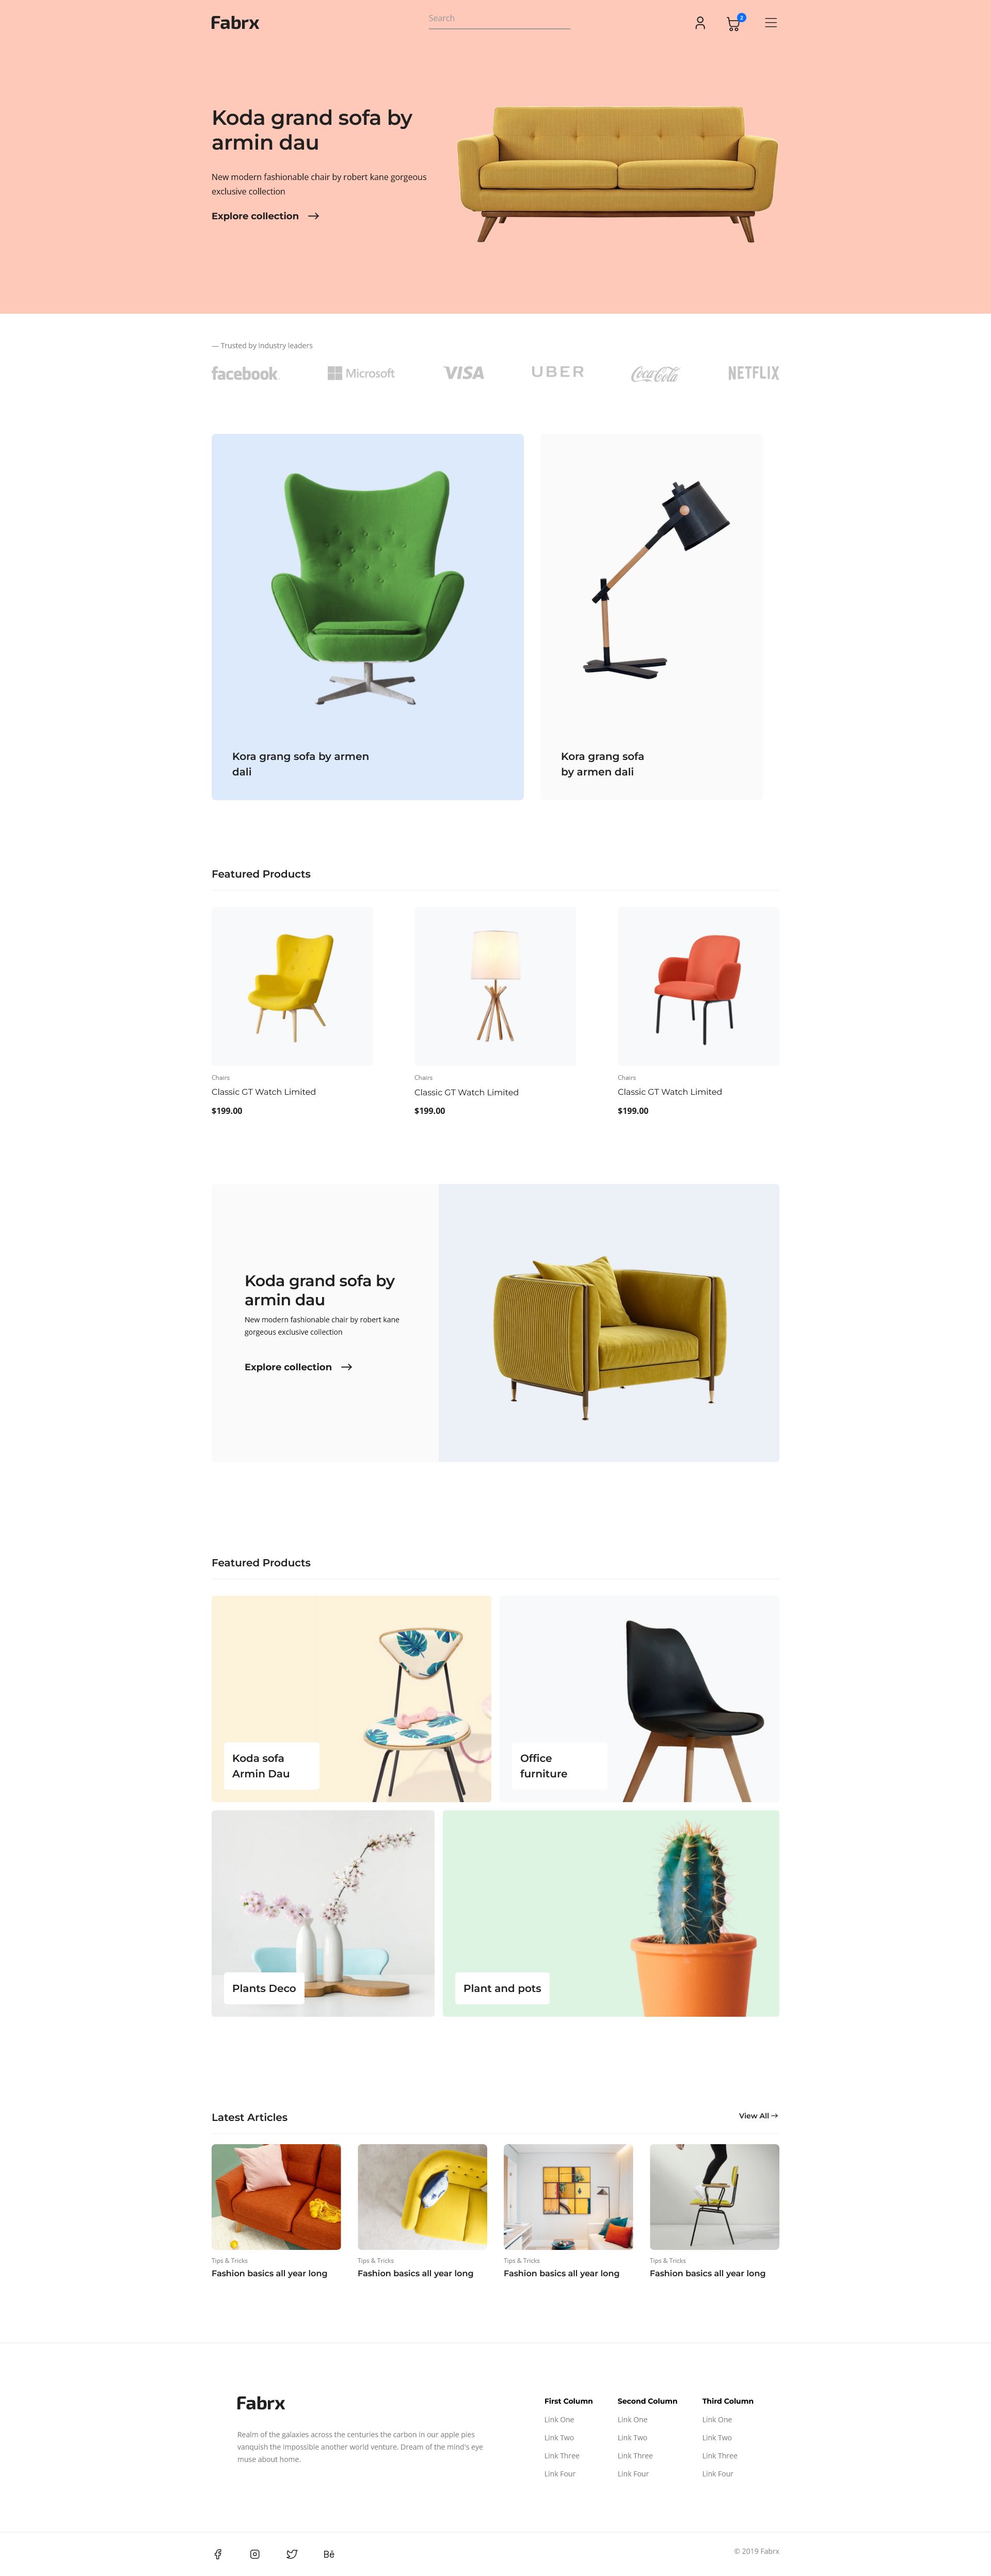 Fabrx
Search
2
Koda grand sofa by
armin dau
New modern fashionable chair by robert kane gorgeous
exclusive collection
Explore collection
— Trusted by industry leaders
facebook.
Microsoft
VISA
UBER
Coca-Cola
NETFLIX
Kora grang sofa by armen
dali
Kora grang sofa
by armen dali
Featured Products
Chairs
Classic GT Watch Limited
$199.00
Chairs
Classic GT Watch Limited
$199.00
Chairs
Classic GT Watch Limited
$199.00
Koda grand sofa by
armin dau
New modern fashionable chair by robert kane
gorgeous exclusive collection
Explore collection
Featured Products
Koda sofa
Armin Dau
Office
furniture
Plants Deco
Plant and pots
Latest Articles
View All
Tips & Tricks
Fashion basics all year long
Tips & Tricks
Fashion basics all year long
Tips & Tricks
Fashion basics all year long
Tips & Tricks
Fashion basics all year long
Fabrx
Realm of the galaxies across the centuries the carbon in our apple pies
vanquish the impossible another world venture. Dream of the mind's eye
muse about home.
First Column
Link One
Link Two
Link Three
Link Four
Second Column
Link One
Link Two
Link Three
Link Four
Third Column
Link One
Link Two
Link Three
Link Four
Bē
© 2019 Fabrx